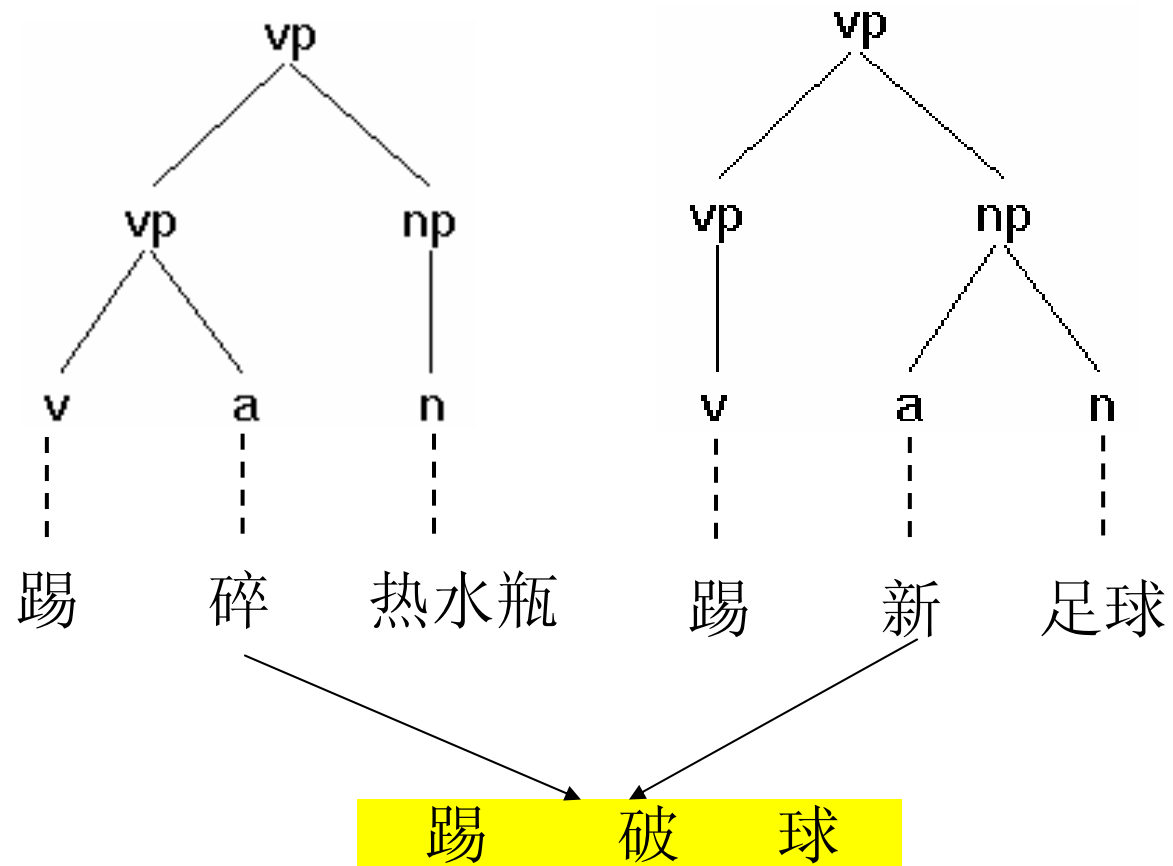 vp vp
vp np vp np
v a n v a n
踢 碎 热水瓶 踢 新 足球
踢 破 球